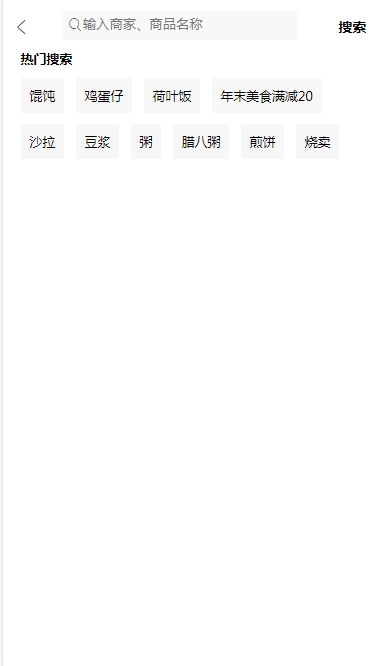 输入商家、商品名称 搜索
热门搜索
馄饨 鸡蛋仔 荷叶饭 年末美食满减20
沙拉 豆浆 粥 腊八粥 煎饼 烧卖